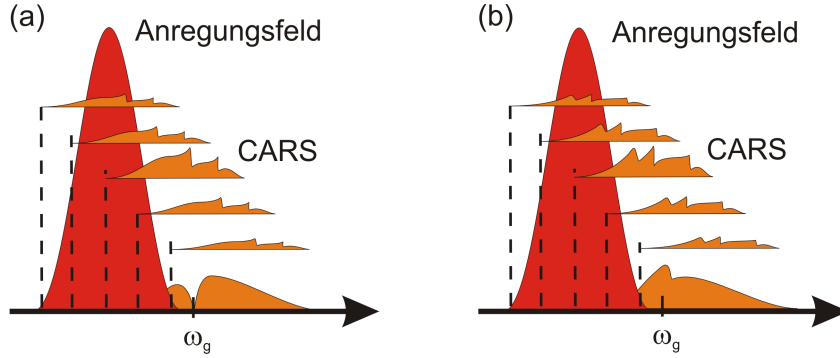 (a)
Anregungsfeld
CARS
ω_g
(b)
Anregungsfeld
CARS
ω_g